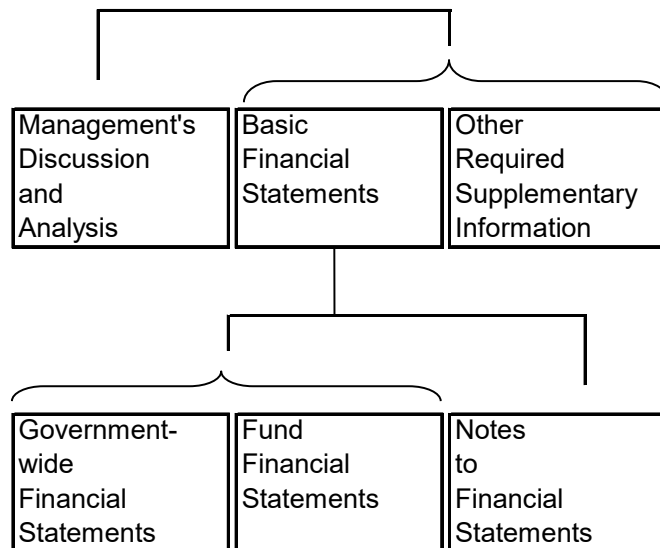 Management's
Discussion
and
Analysis
Basic
Financial
Statements
Other
Required
Supplementary
Information
Government-
wide
Financial
Statements
Fund
Financial
Statements
Notes
to
Financial
Statements